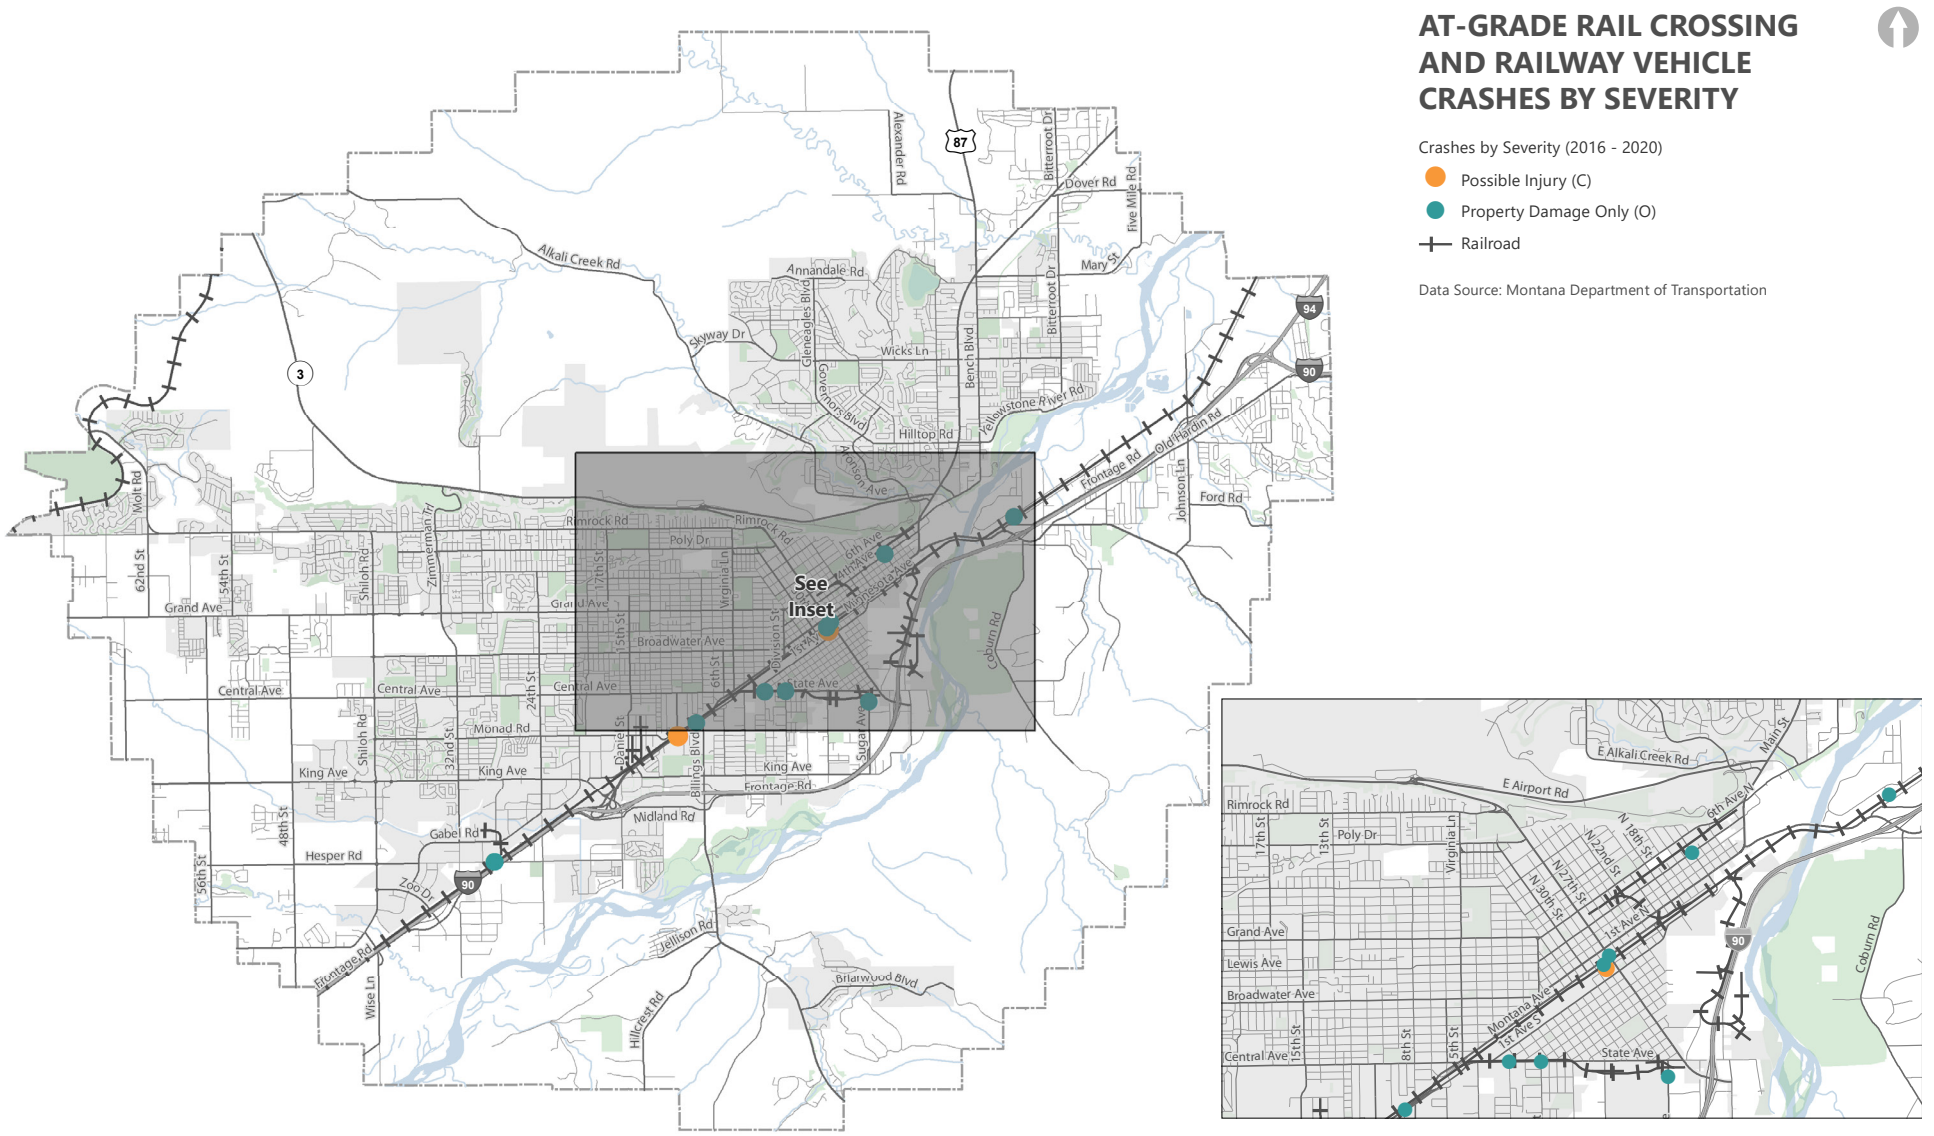 AT-GRADE RAIL CROSSING
AND RAILWAY VEHICLE
CRASHES BY SEVERITY
Crashes by Severity (2016 - 2020)
Possible Injury (C)
Property Damage Only (O)
Railroad
Data Source: Montana Department of Transportation
Alexander Rd
87
Bitterroot Dr
Dover Rd
Five Mile Rd
Alkali Creek Rd
Annandale Rd
Mary St
Gleneagles Blvd
Bitterroot Dr
94
Skyway Dr
Wicks Ln
Bench Blvd
90
3
Governors Blvd
Yellowstone River Rd
Hilltop Rd
Old Hardin Rd
Frontage Rd
Aronson Ave
Johnson Ln
Ford Rd
Molt Rd
Zimmerman Trl
Rimrock Rd
Rimrock Rd
Poly Dr
6th Ave
4th Ave
Minnesota Ave
62nd St
54th St
Shiloh Rd
17th St
Virginia Ln
See
Inset
Grand Ave
Grand Ave
15th St
Broadwater Ave
Division St
1st Ave
Coburn Rd
Central Ave
Central Ave
24th St
Central Ave
6th St
State Ave
Shiloh Rd
32nd St
Monad Rd
Daniel St
Billings Blvd
Sugar Ave
King Ave
King Ave
King Ave
Frontage Rd
48th St
Gabel Rd
Midland Rd
56th St
Hesper Rd
Zoo Dr
90
Frontage Rd
Wise Ln
Jellison Rd
Hillcrest Rd
Briarwood Blvd
E Alkali Creek Rd
Main St
E Airport Rd
Rimrock Rd
6th Ave N
17th St
13th St
Poly Dr
Virginia Ln
N 18th St
N 22nd St
N 27th St
N 30th St
Grand Ave
1st Ave N
90
Coburn Rd
Lewis Ave
Broadwater Ave
Montana Ave
1st Ave S
Central Ave
15th St
8th St
5th St
State Ave